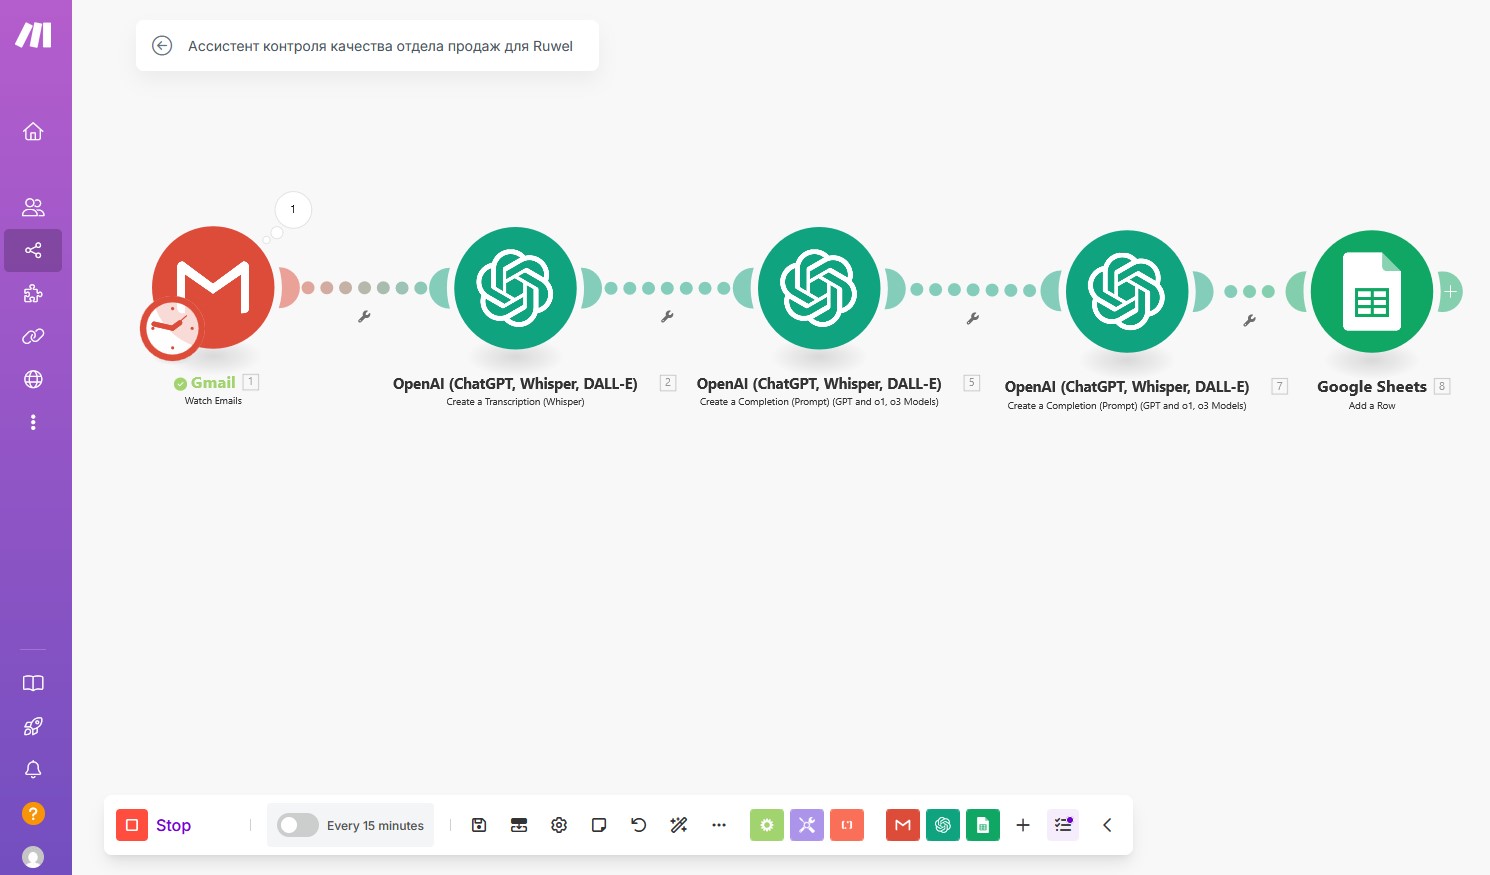 Ассистент контроля качества отдела продаж для Ruwel
1
Gmail 1
Watch Emails
OpenAI (ChatGPT, Whisper, DALL-E) 2
Create a Transcription (Whisper)
OpenAI (ChatGPT, Whisper, DALL-E) 5
Create a Completion (Prompt) (GPT and o1, o3 Models)
OpenAI (ChatGPT, Whisper, DALL-E) 7
Create a Completion (Prompt) (GPT and o1, o3 Models)
Google Sheets 8
Add a Row
?
Stop
Every 15 minutes